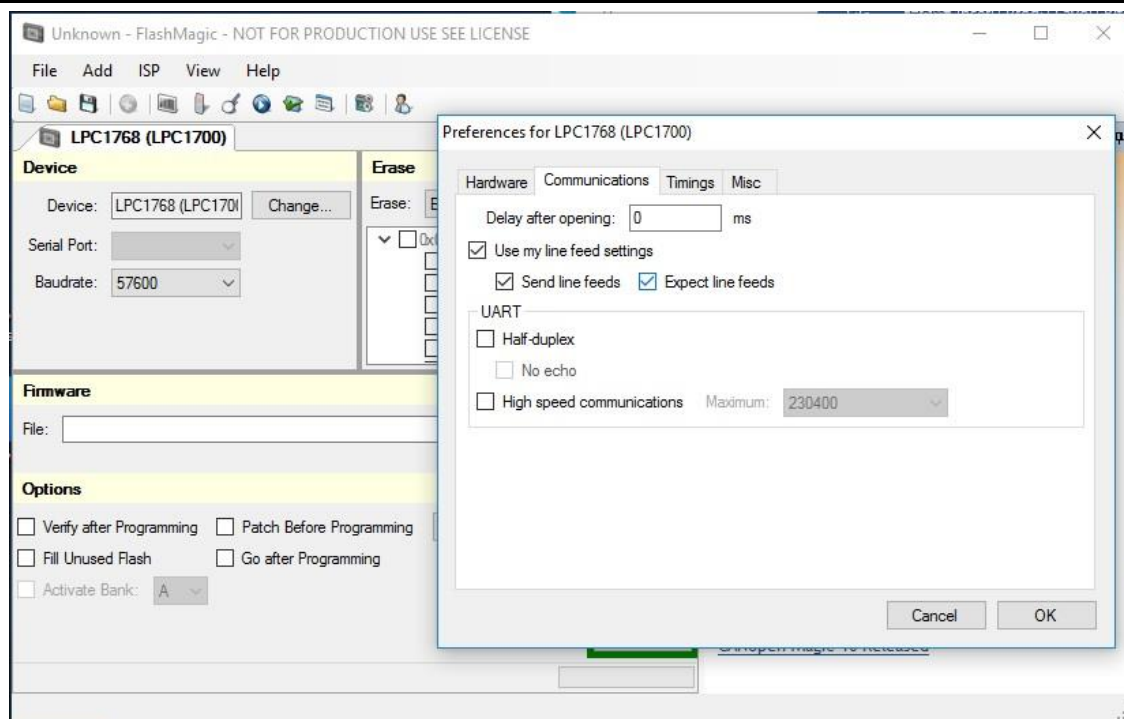 Unknown - FlashMagic - NOT FOR PRODUCTION USE SEE LICENSE
File Add ISP View Help
LPC1768 (LPC1700)
Device
Device: LPC1768 (LPC170 Change...
Serial Port:
Baudrate: 57600
Erase
Erase:
Firmware
File:
Options
Verify after Programming Patch Before Programming
Fill Unused Flash Go after Programming
Activate Bank: A
Preferences for LPC1768 (LPC1700)
Hardware Communications Timings Misc
Delay after opening: 0 ms
Use my line feed settings
Send line feeds Expect line feeds
UART
Half-duplex
No echo
High speed communications Maximum: 230400
Cancel OK